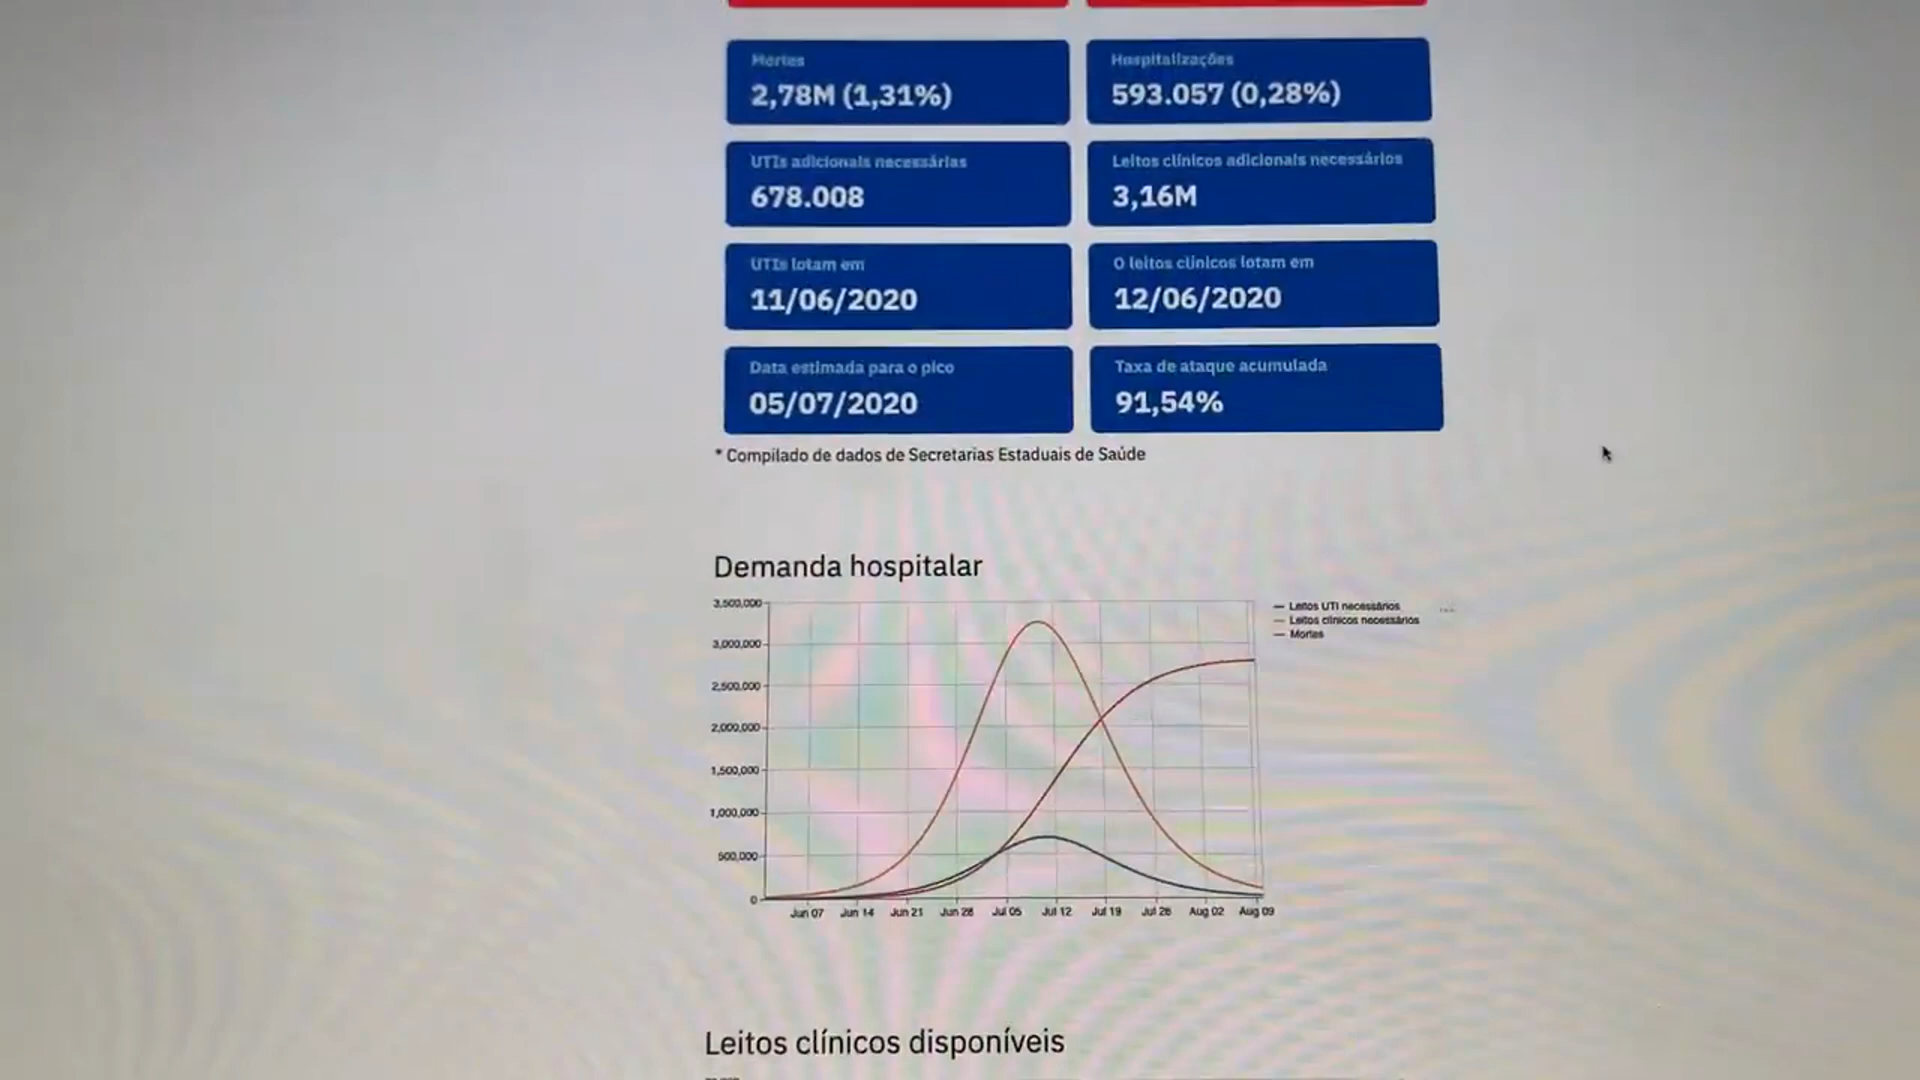 Mortes
2,78M (1,31%)
Hospitalizações
593.057 (0,28%)
UTIs adicionais necessárias
678.008
Leitos clínicos adicionais necessários
3,16M
UTIs lotam em
11/06/2020
O leitos clínicos lotam em
12/06/2020
Data estimada para o pico
05/07/2020
Taxa de ataque acumulada
91,54%
* Compilado de dados de Secretarias Estaduais de Saúde
Demanda hospitalar
3,500,000
3,000,000
2,500,000
2,000,000
1,500,000
1,000,000
500,000
0
Jun 07 Jun 14 Jun 21 Jun 28 Jul 05 Jul 12 Jul 19 Jul 26 Aug 02 Aug 09
Leitos UTI necessários
Leitos clínicos necessários
Mortes
Leitos clínicos disponíveis